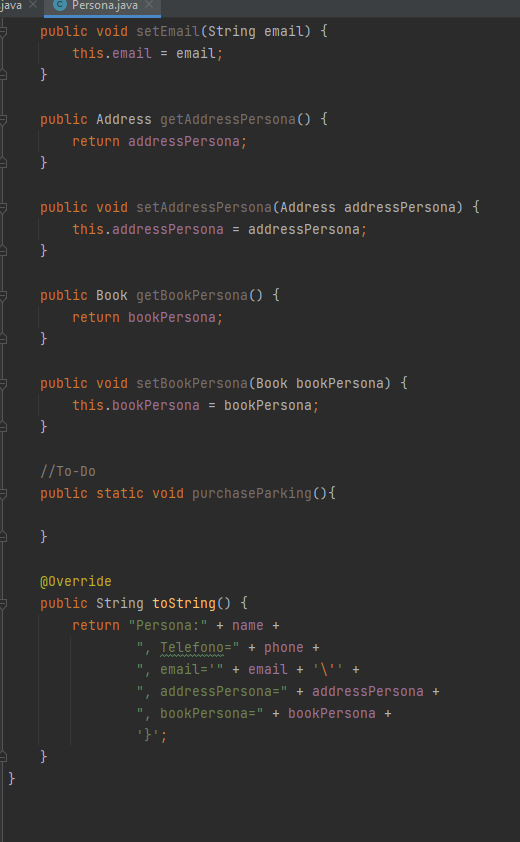 .java Persona.java
public void setEmail(String email) {
this.email = email;
}
public Address getAddressPersona() {
return addressPersona;
}
public void setAddressPersona(Address addressPersona) {
this.addressPersona = addressPersona;
}
public Book getBookPersona() {
return bookPersona;
}
public void setBookPersona(Book bookPersona) {
this.bookPersona = bookPersona;
}
//To-Do
public static void purchaseParking(){
}
@Override
public String toString() {
return "Persona:" + name +
", Telefono=" + phone +
", email='" + email + '\'' +
", addressPersona=" + addressPersona +
", bookPersona=" + bookPersona +
'}';
}
}